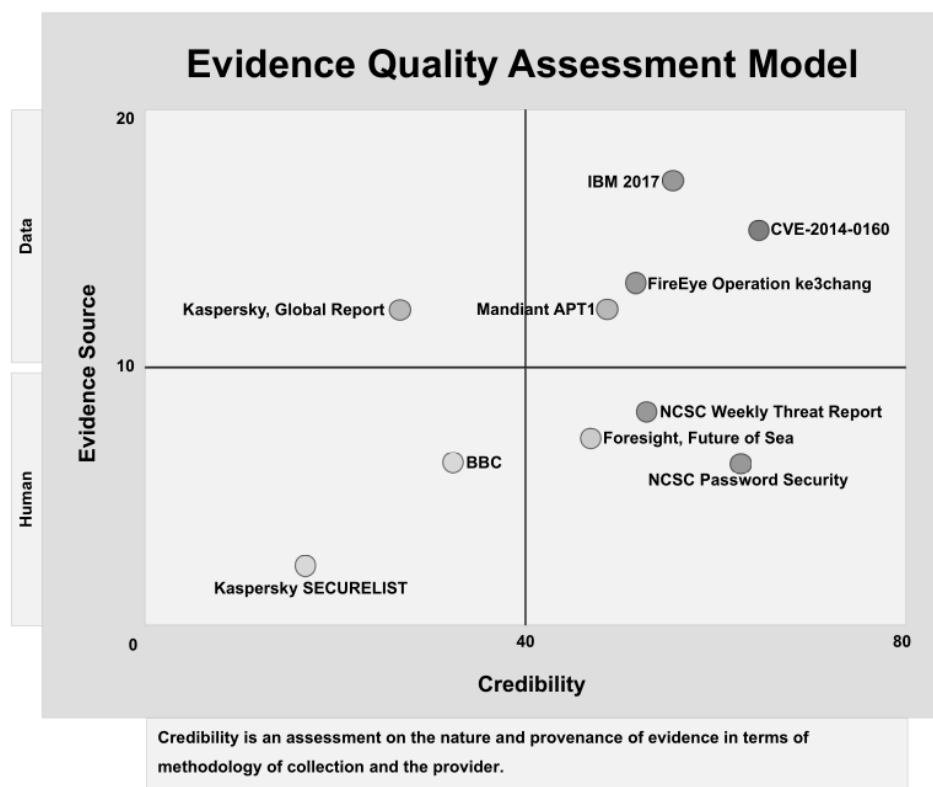 Evidence Quality Assessment Model
20
IBM 2017
Data
CVE-2014-0160
FireEye Operation ke3chang
Kaspersky, Global Report
Mandiant APT1
Evidence Source
10
NCSC Weekly Threat Report
Foresight, Future of Sea
BBC
NCSC Password Security
Human
Kaspersky SECURELIST
0
40
80
Credibility
Credibility is an assessment on the nature and provenance of evidence in terms of
methodology of collection and the provider.